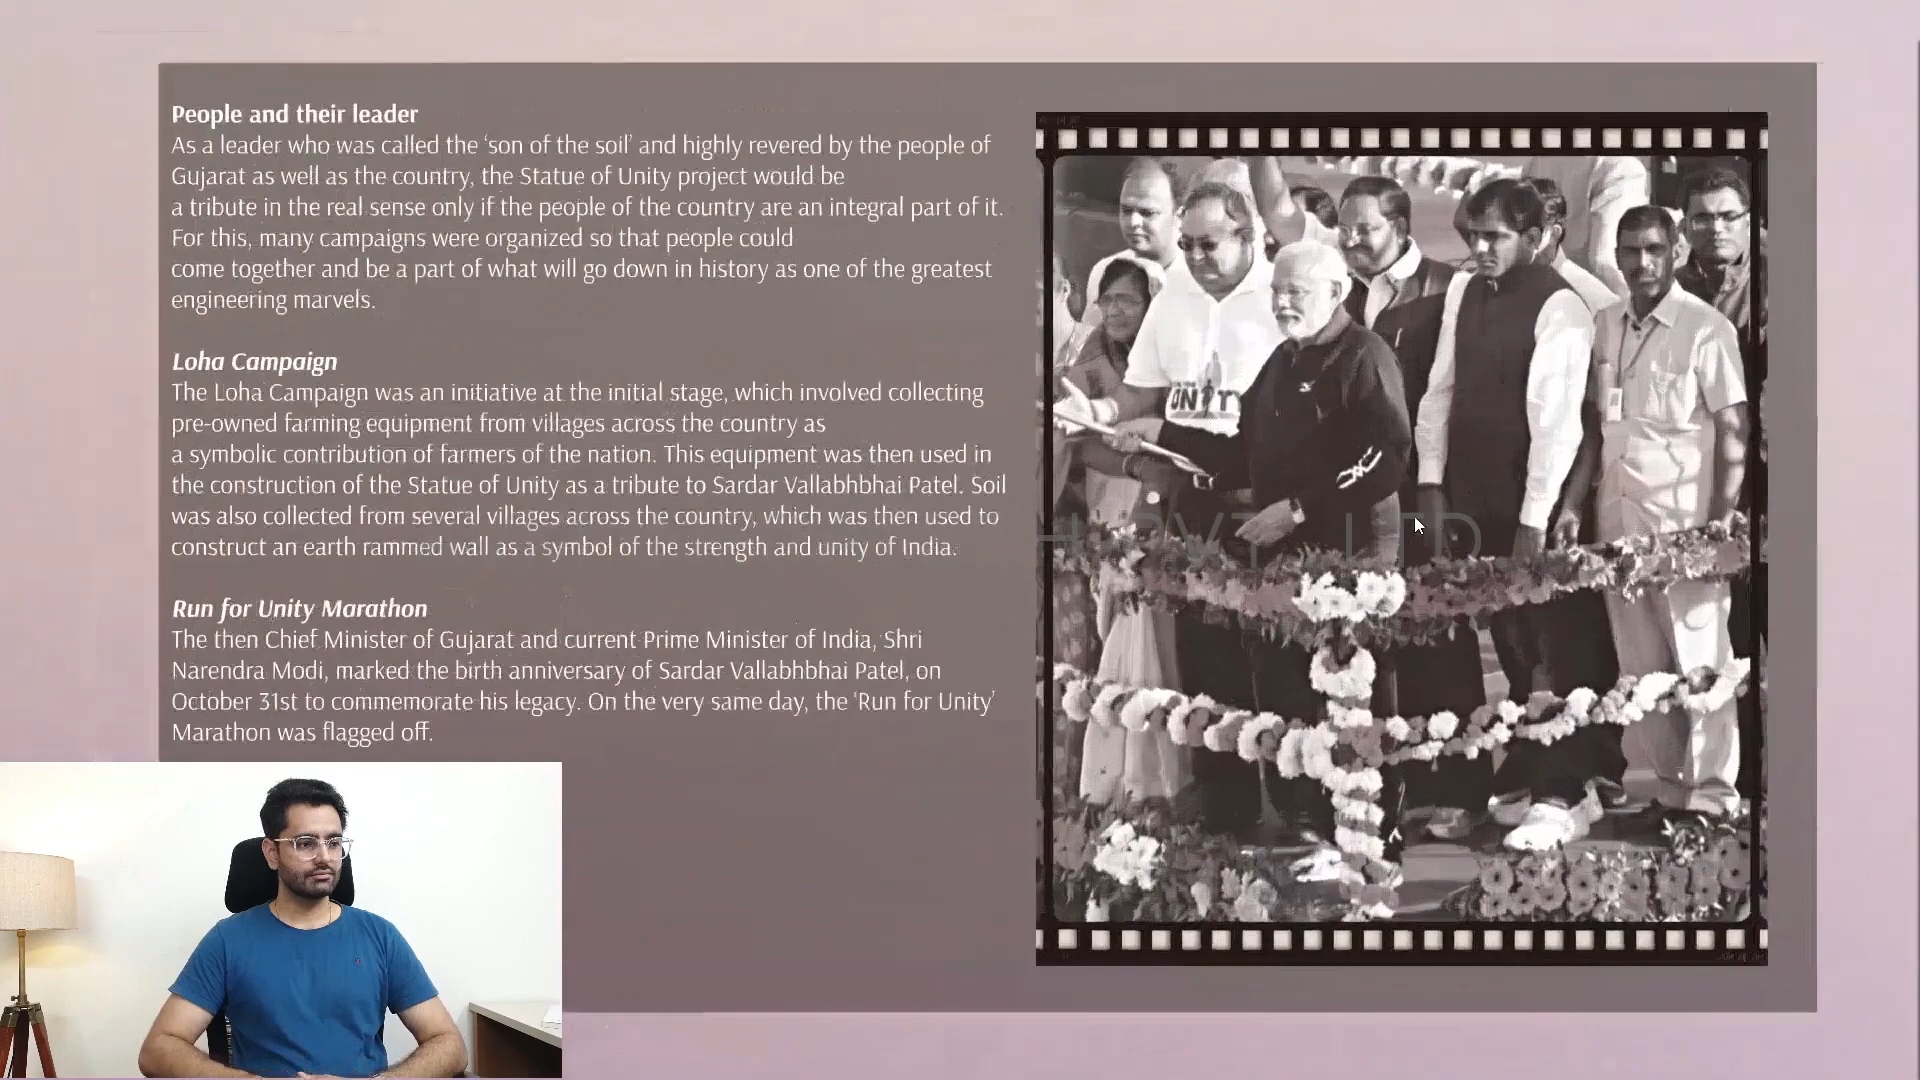 People and their leader
As a leader who was called the ‘son of the soil’ and highly revered by the people of
Gujarat as well as the country, the Statue of Unity project would be
a tribute in the real sense only if the people of the country are an integral part of it.
For this, many campaigns were organized so that people could
come together and be a part of what will go down in history as one of the greatest
engineering marvels.
Loha Campaign
The Loha Campaign was an initiative at the initial stage, which involved collecting
pre-owned farming equipment from villages across the country as
a symbolic contribution of farmers of the nation. This equipment was then used in
the construction of the Statue of Unity as a tribute to Sardar Vallabhbhai Patel. Soil
was also collected from several villages across the country, which was then used to
construct an earth rammed wall as a symbol of the strength and unity of India.
Run for Unity Marathon
The then Chief Minister of Gujarat and current Prime Minister of India, Shri
Narendra Modi, marked the birth anniversary of Sardar Vallabhbhai Patel, on
October 31st to commemorate his legacy. On the very same day, the ‘Run for Unity’
Marathon was flagged off.
PVT LTD